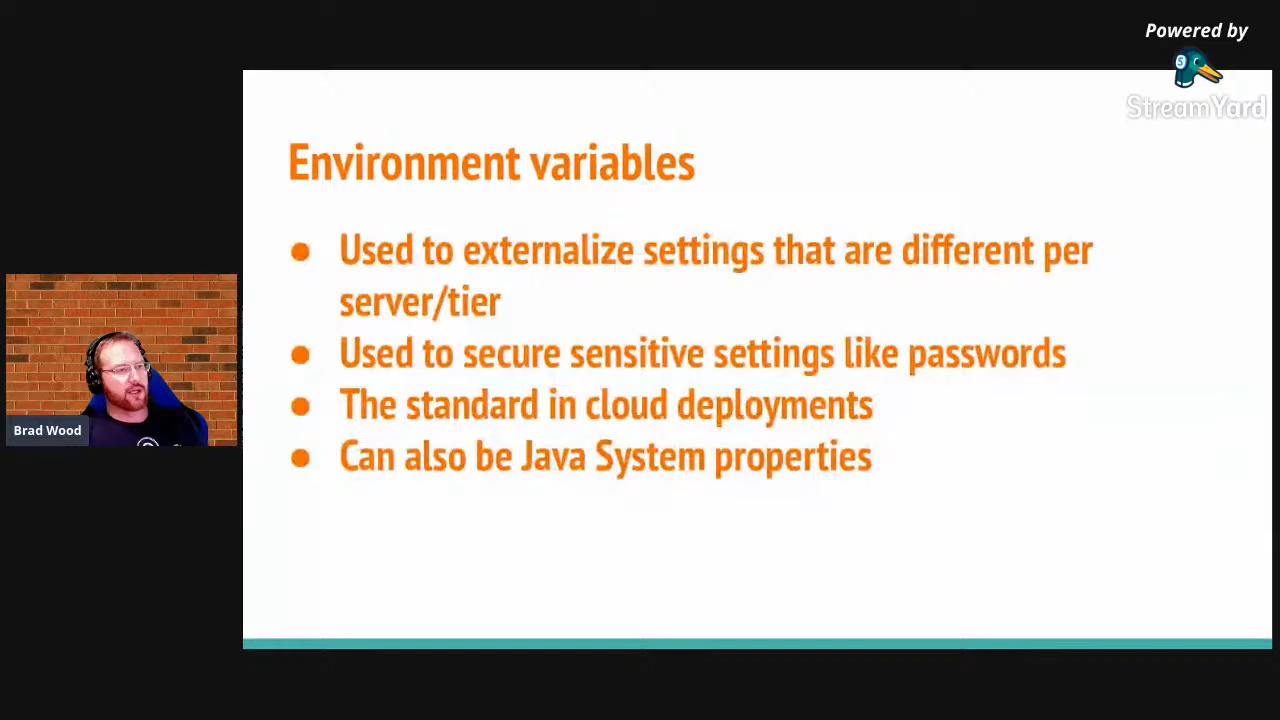 Powered by
StreamYard
Environment variables
Used to externalize settings that are different per
server/tier
Used to secure sensitive settings like passwords
The standard in cloud deployments
Can also be Java System properties
Brad Wood